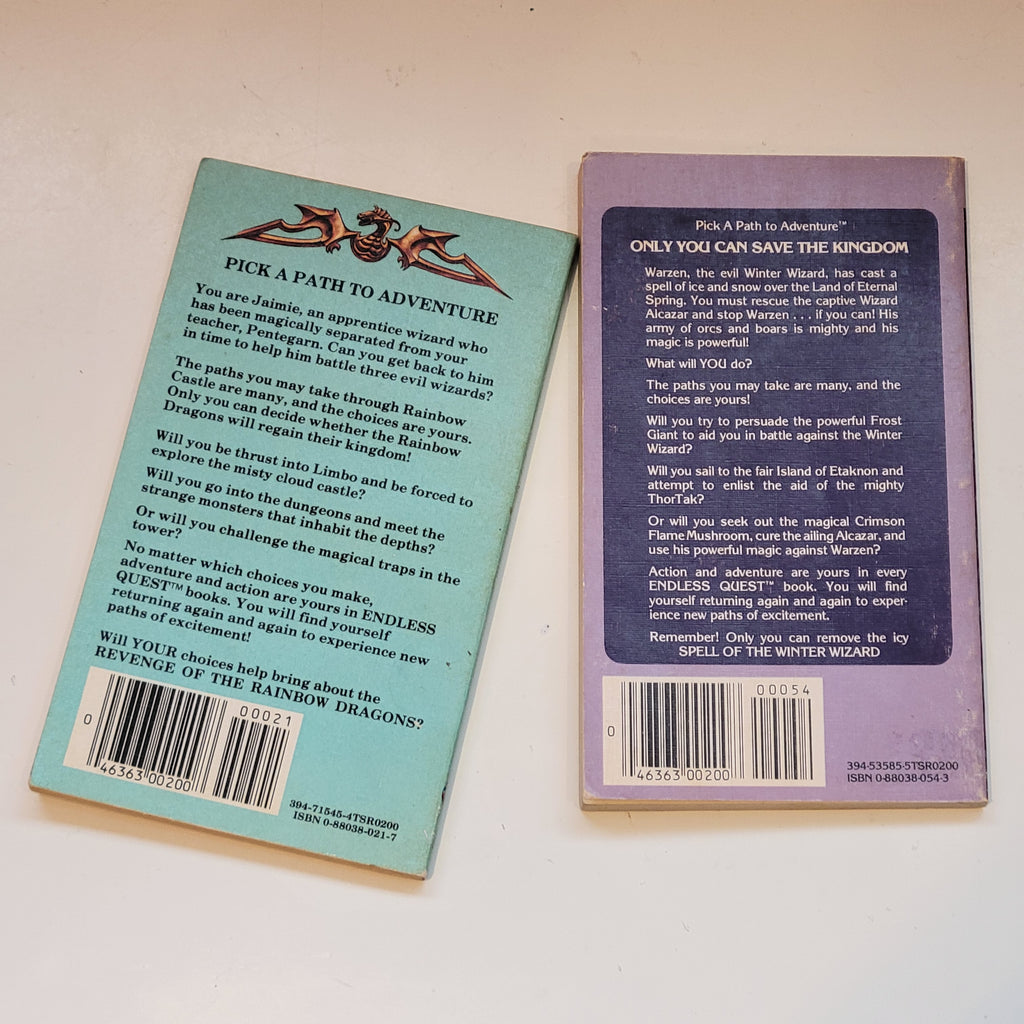 PICK A PATH TO ADVENTURE
You are Jaimie, an apprentice wizard who
has been magically separated from your
teacher, Pentegarn. Can you get back to him
in time to help him battle three evil wizards?
The paths you may take through Rainbow
Castle are many, and the choices are yours.
Only you can decide whether the Rainbow
Dragons will regain their kingdom!
Will you be thrust into Limbo and be forced to
explore the misty cloud castle?
Will you go into the dungeons and meet the
strange monsters that inhabit the depths?
Or will you challenge the magical traps in the
tower?
No matter which choices you make,
adventure and action are yours in ENDLESS
QUEST™ books. You will find yourself
returning again and again to experience new
paths of excitement!
Will YOUR choices help bring about the
REVENGE OF THE RAINBOW DRAGONS?
00021
0
46363 00200
394-71545-4TSR0200
ISBN 0-88038-021-7
Pick A Path to Adventure™
ONLY YOU CAN SAVE THE KINGDOM
Warzen, the evil Winter Wizard, has cast a
spell of ice and snow over the Land of Eternal
Spring. You must rescue the captive Wizard
Alcazar and stop Warzen . . . if you can! His
army of orcs and boars is mighty and his
magic is powerful!
What will YOU do?
The paths you may take are many, and the
choices are yours!
Will you try to persuade the powerful Frost
Giant to aid you in battle against the Winter
Wizard?
Will you sail to the fair Island of Etaknon and
attempt to enlist the aid of the mighty
ThorTak?
Or will you seek out the magical Crimson
Flame Mushroom, cure the ailing Alcazar, and
use his powerful magic against Warzen?
Action and adventure are yours in every
ENDLESS QUEST™ book. You will find
yourself returning again and again to exper-
ience new paths of excitement.
Remember! Only you can remove the icy
SPELL OF THE WINTER WIZARD
00054
0
46363 00200
394-53585-5TSR0200
ISBN 0-88038-054-3